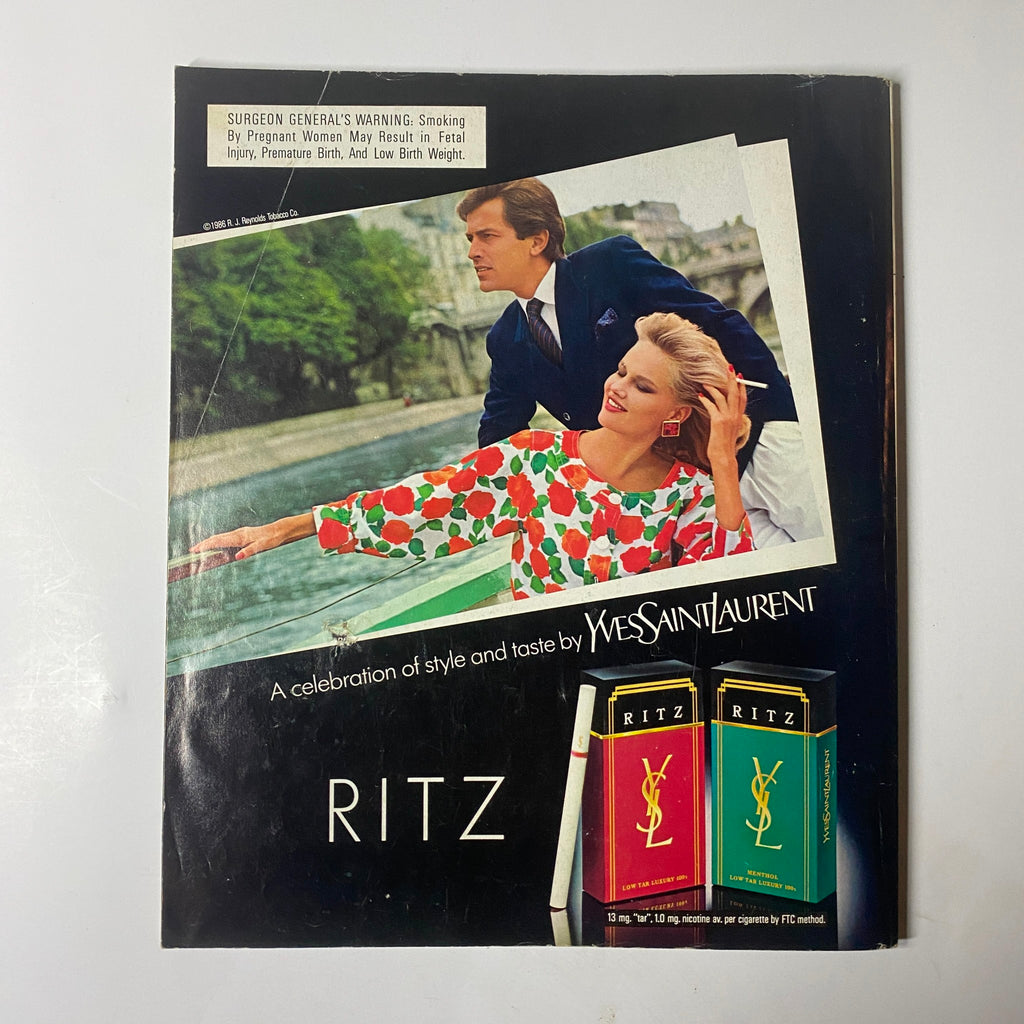 SURGEON GENERAL'S WARNING: Smoking
By Pregnant Women May Result in Fetal
Injury, Premature Birth, And Low Birth Weight.
©1986 R. J. Reynolds Tobacco Co.
A celebration of style and taste by YVESSAINTLAURENT
RITZ
RITZ
YSL
LOW TAR LUXURY 100s
RITZ
YSL
MENTHOL
LOW TAR LUXURY 100s
YVESSAINTLAURENT
13 mg. "tar", 1.0 mg. nicotine av. per cigarette by FTC method.